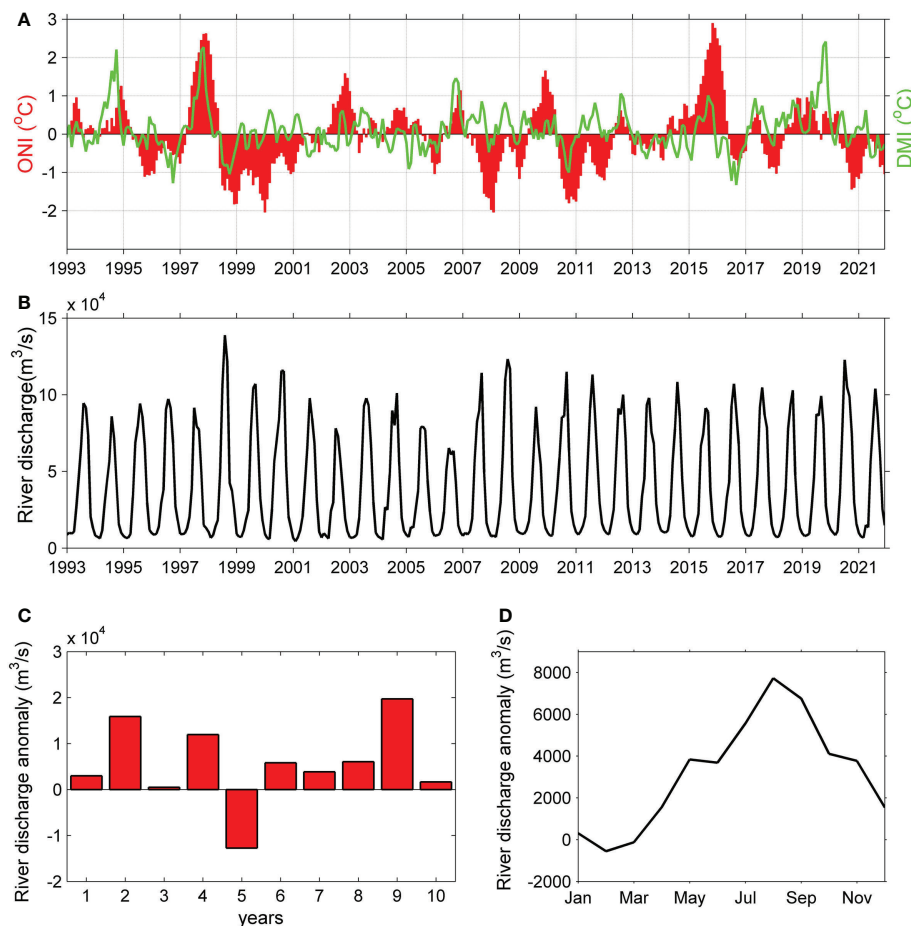 A
3
2
1
0
-1
-2
ONI (°C)
DMI (°C)
1993 1995 1997 1999 2001 2003 2005 2007 2009 2011 2013 2015 2017 2019 2021
B
x 10^4
15
10
5
0
River discharge(m^3/s)
1993 1995 1997 1999 2001 2003 2005 2007 2009 2011 2013 2015 2017 2019 2021
C
x 10^4
3
2
1
0
-1
-2
River discharge anomaly (m^3/s)
1 2 3 4 5 6 7 8 9 10
years
D
8000
6000
4000
2000
0
-2000
River discharge anomaly (m^3/s)
Jan Mar May Jul Sep Nov